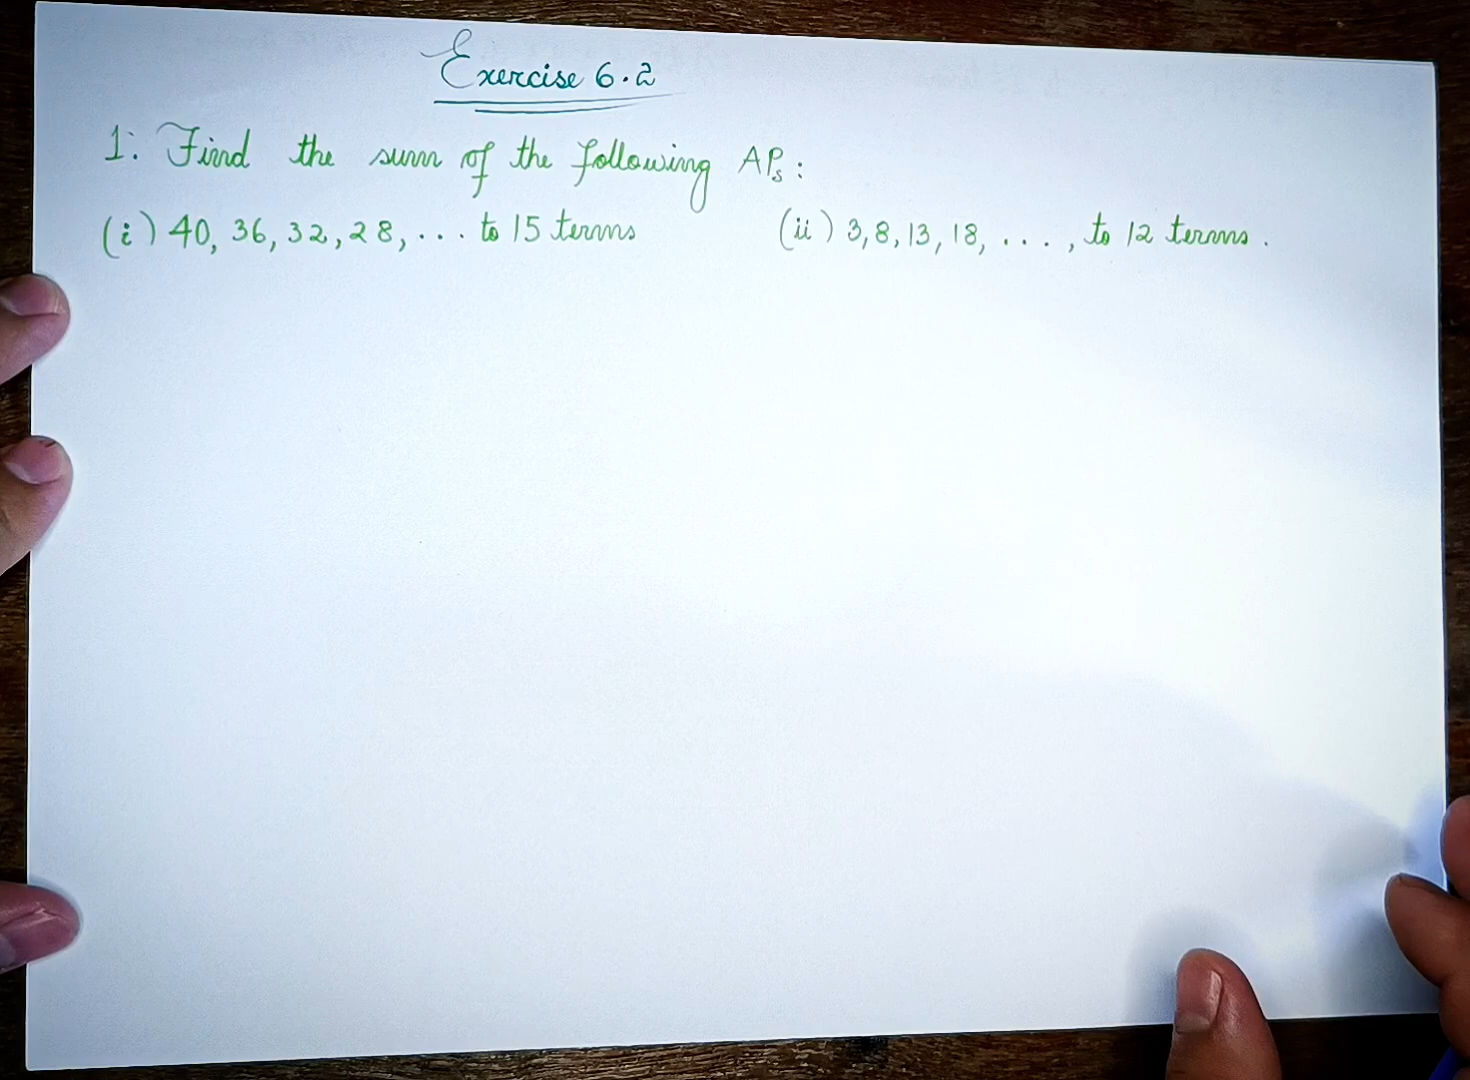 Exercise 6.2
1. Find the sum of the following APs:
(i) 40, 36, 32, 28, ... to 15 terms (ii) 3, 8, 13, 18, ...., to 12 terms.